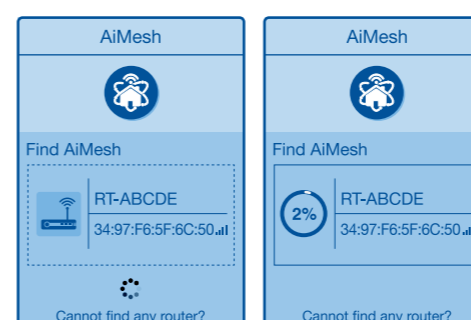 AiMesh
Find AiMesh
RT-ABCDE
34:97:F6:5F:6C:50
Cannot find any router?
AiMesh
Find AiMesh
2%
RT-ABCDE
34:97:F6:5F:6C:50
Cannot find any router?